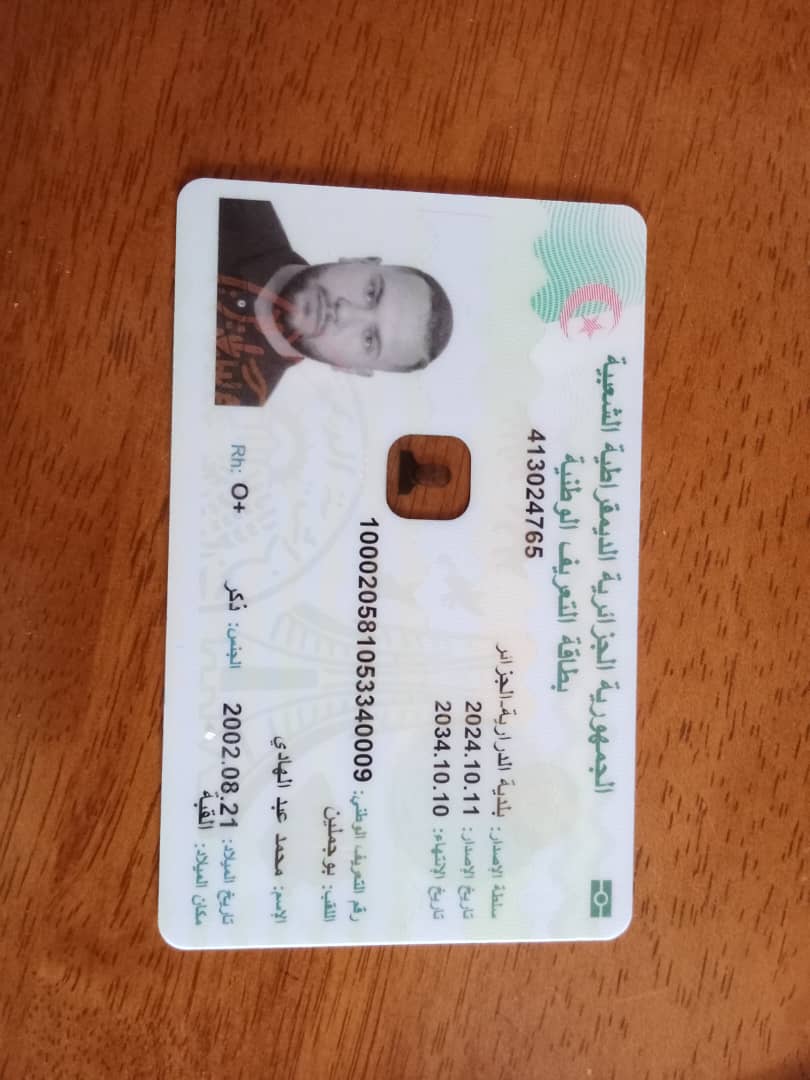 الجمهورية الجزائرية الديمقراطية الشعبية
بطاقة التعريف الوطنية
413024765
سلطة الإصدار: بلدية الدرارية-الجزائر
تاريخ الإصدار: 2024.10.11
تاريخ الإنتهاء: 2034.10.10
رقم التعريف الوطني: 100020581053340009
اللقب: بوجملين
الإسم: محمد عبد الهادي
تاريخ الميلاد: 2002.08.21 الجنس: ذكر Rh: O+
مكان الميلاد: القبة